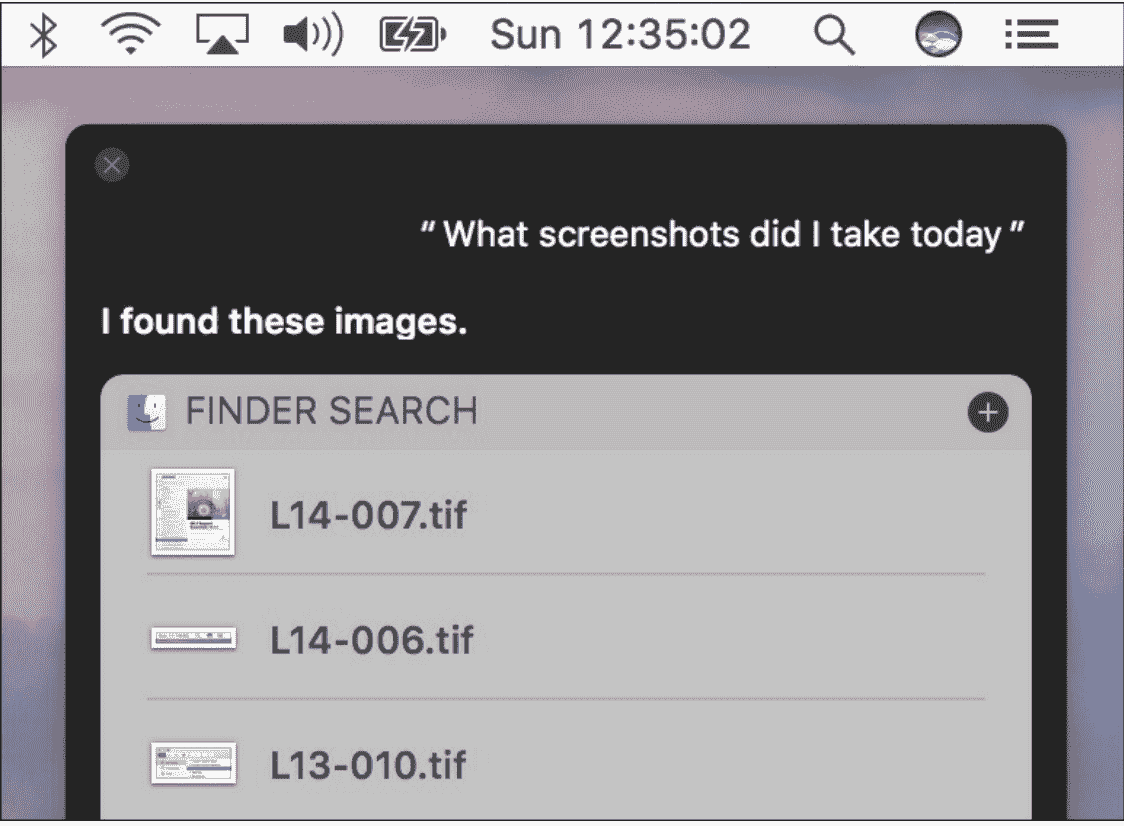 Sun 12:35:02
“ What screenshots did I take today ”
I found these images.
FINDER SEARCH
L14-007.tif
L14-006.tif
L13-010.tif